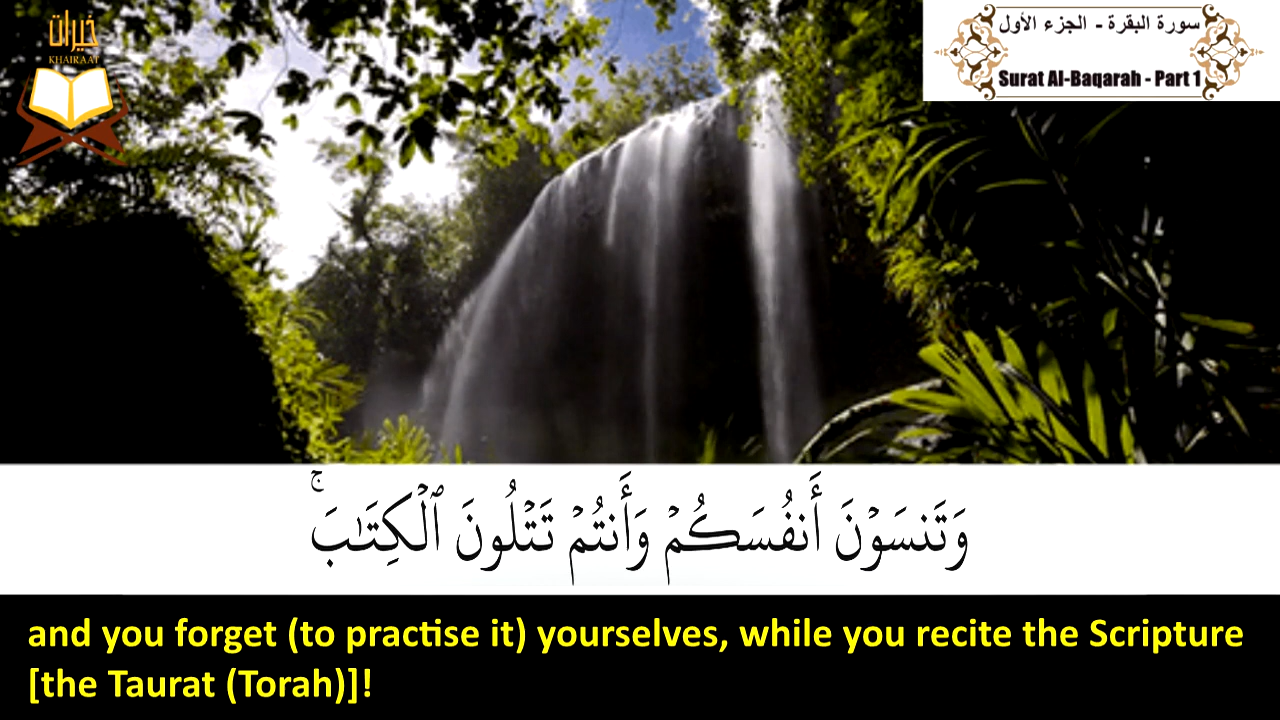 خيرات
KHAIRAAT
سورة البقرة - الجزء الأول
Surat Al-Baqarah - Part 1
وَتَنسَوۡنَ أَنفُسَكُمۡ وَأَنتُمۡ تَتۡلُونَ ٱلۡكِتَٰبَۚ
and you forget (to practise it) yourselves, while you recite the Scripture
[the Taurat (Torah)]!